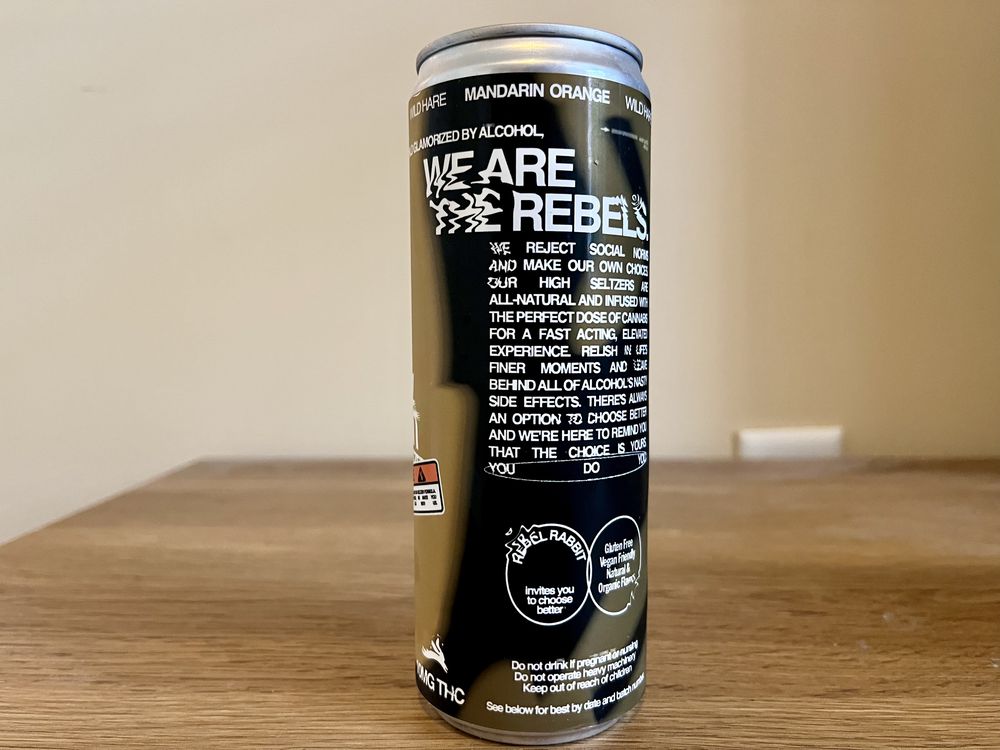 WILD HARE MANDARIN ORANGE WILD HARE
GLAMORIZED BY ALCOHOL,
WE ARE
THE REBELS.
WE REJECT SOCIAL NORMS
AND MAKE OUR OWN CHOICES.
OUR HIGH SELTZERS ARE
ALL-NATURAL AND INFUSED WITH
THE PERFECT DOSE OF CANNABIS
FOR A FAST ACTING, ELEVATED
EXPERIENCE. RELISH IN LIFE'S
FINER MOMENTS AND LEAVE
BEHIND ALL OF ALCOHOL'S NASTY
SIDE EFFECTS. THERE'S ALWAYS
AN OPTION TO CHOOSE BETTER
AND WE'RE HERE TO REMIND YOU
THAT THE CHOICE IS YOURS.
YOU DO YOU
REBEL RABBIT
invites you
to choose
better
Gluten Free
Vegan Friendly
Natural &
Organic Flavors
10MG THC
Do not drink if pregnant or nursing
Do not operate heavy machinery
Keep out of reach of children
See below for best by date and batch number